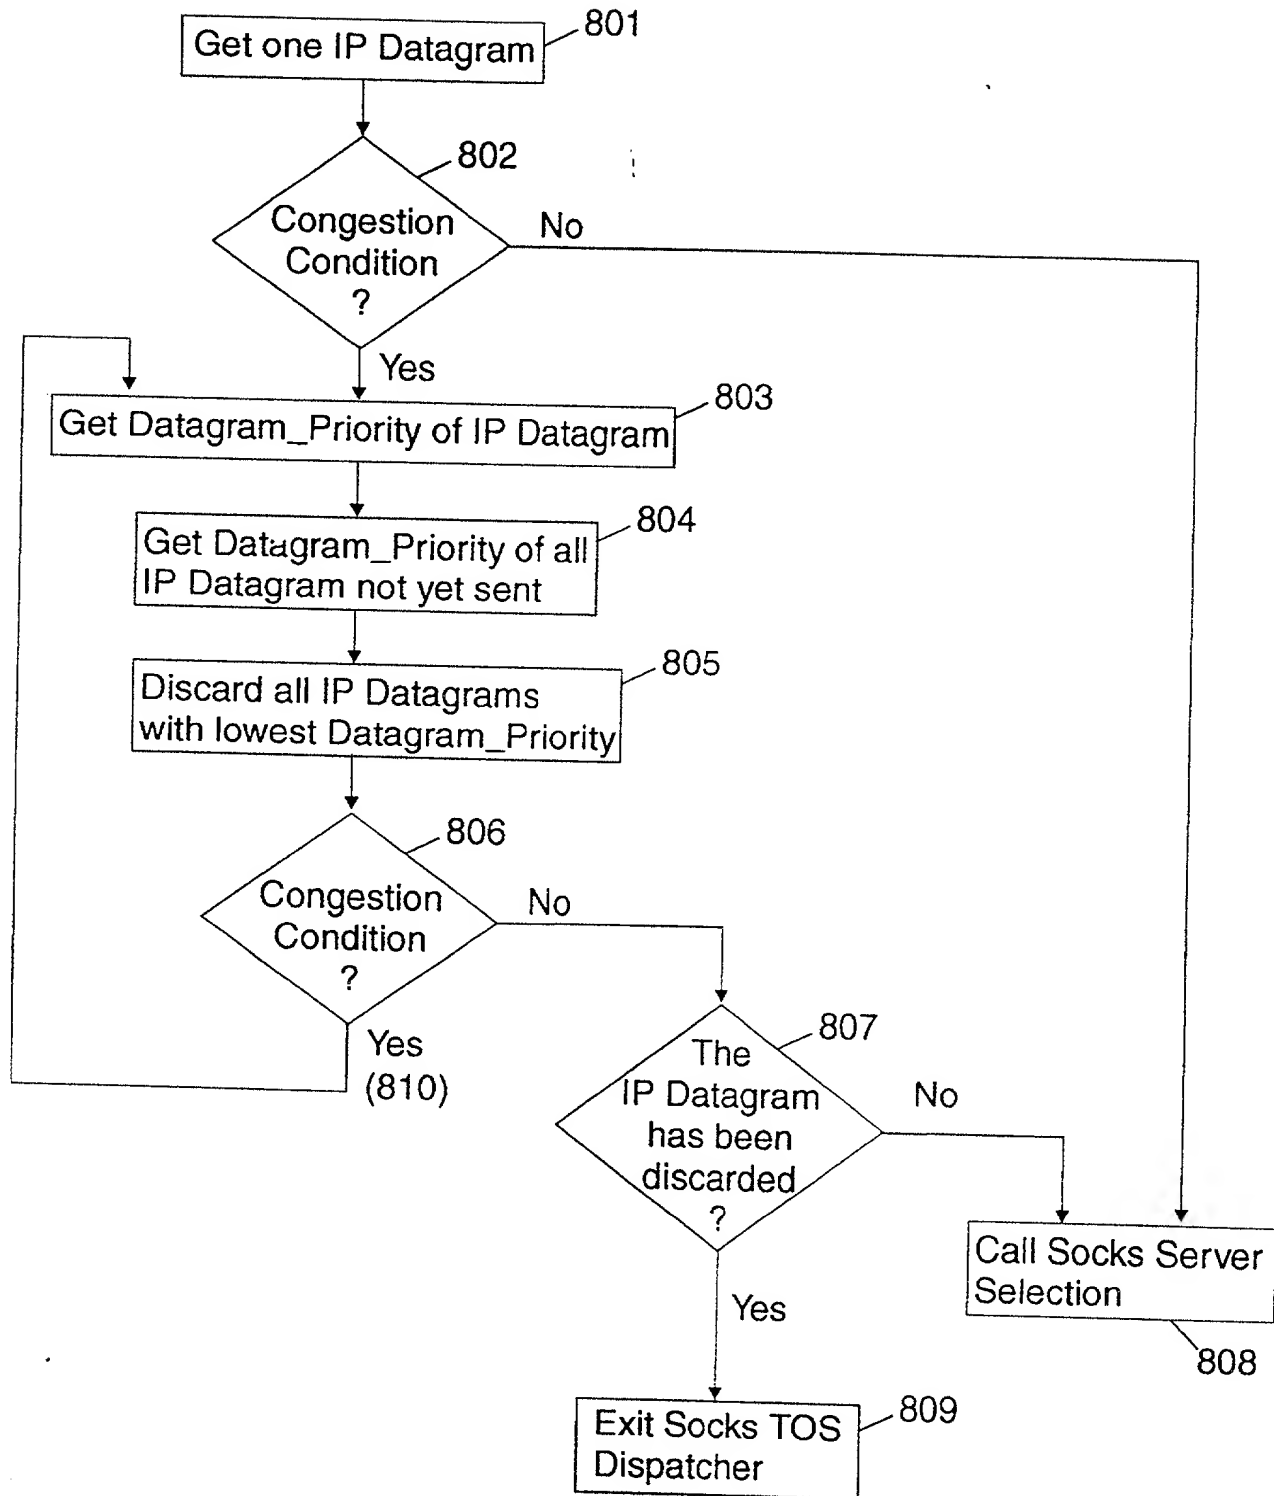 Get one IP Datagram
801
802
Congestion
Condition
?
No
Yes
803
Get Datagram_Priority of IP Datagram
804
Get Datagram_Priority of all
IP Datagram not yet sent
805
Discard all IP Datagrams
with lowest Datagram_Priority
806
Congestion
Condition
?
No
Yes
(810)
807
The
IP Datagram
has been
discarded
?
No
Yes
Call Socks Server
Selection
808
809
Exit Socks TOS
Dispatcher